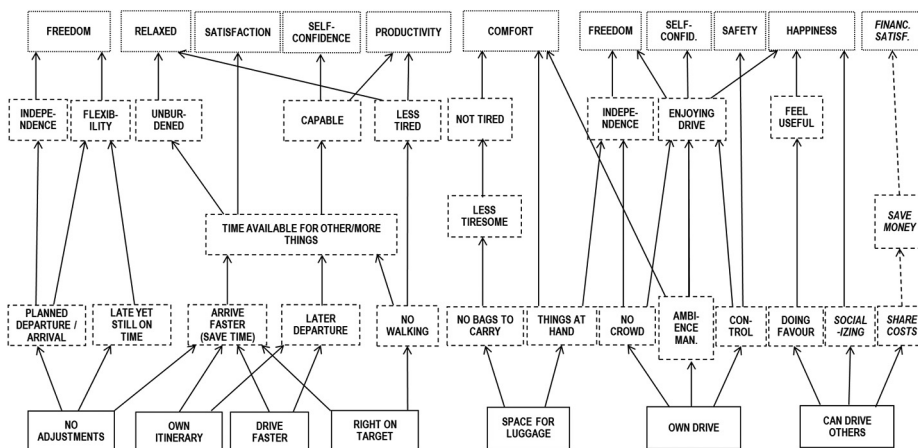 FREEDOM
RELAXED
SATISFACTION
SELF-
CONFIDENCE
PRODUCTIVITY
COMFORT
FREEDOM
SELF-
CONFID.
SAFETY
HAPPINESS
FINANC.
SATISF.
INDEPEN-
DENCE
FLEXIB-
ILITY
UNBUR-
DENED
CAPABLE
LESS
TIRED
NOT TIRED
INDEPE-
NDENCE
ENJOYING
DRIVE
FEEL
USEFUL
TIME AVAILABLE FOR OTHER/MORE
THINGS
LESS
TIRESOME
SAVE
MONEY
PLANNED
DEPARTURE /
ARRIVAL
LATE YET
STILL ON
TIME
ARRIVE
FASTER
(SAVE TIME)
LATER
DEPARTURE
NO
WALKING
NO BAGS TO
CARRY
THINGS AT
HAND
NO
CROWD
AMBI-
ENCE
MAN.
CON-
TROL
DOING
FAVOUR
SOCIAL
-IZING
SHARE
COSTS
NO
ADJUSTMENTS
OWN
ITINERARY
DRIVE
FASTER
RIGHT ON
TARGET
SPACE FOR
LUGGAGE
OWN DRIVE
CAN DRIVE
OTHERS